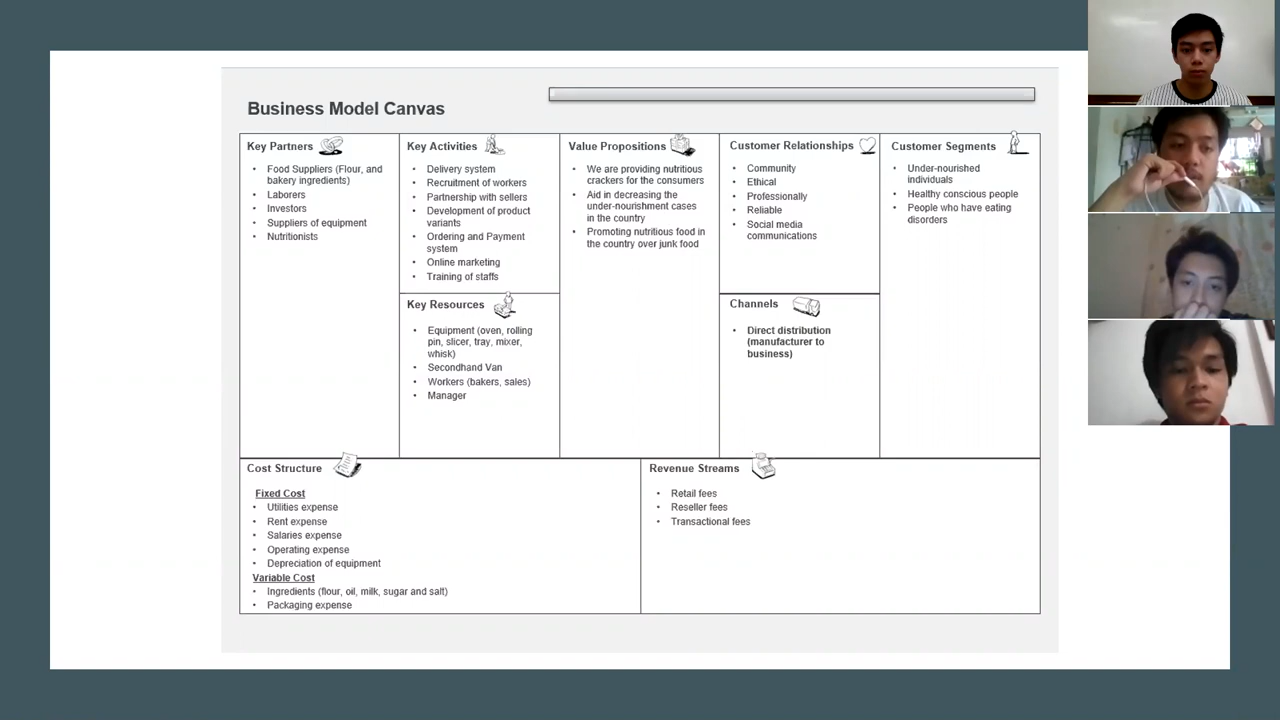 Business Model Canvas
Key Partners
• Food Suppliers (Flour, and
bakery ingredients)
• Laborers
• Investors
• Suppliers of equipment
• Nutritionists
Key Activities
• Delivery system
• Recruitment of workers
• Partnership with sellers
• Development of product
variants
• Ordering and Payment
system
• Online marketing
• Training of staffs
Key Resources
• Equipment (oven, rolling
pin, slicer, tray, mixer,
whisk)
• Secondhand Van
• Workers (bakers, sales)
• Manager
Value Propositions
• We are providing nutritious
crackers for the consumers
• Aid in decreasing the
under-nourishment cases
in the country
• Promoting nutritious food in
the country over junk food
Customer Relationships
• Community
• Ethical
• Professionally
• Reliable
• Social media
communications
Channels
• Direct distribution
(manufacturer to
business)
Customer Segments
• Under-nourished
individuals
• Healthy conscious people
• People who have eating
disorders
Cost Structure
Fixed Cost
• Utilities expense
• Rent expense
• Salaries expense
• Operating expense
• Depreciation of equipment
Variable Cost
• Ingredients (flour, oil, milk, sugar and salt)
• Packaging expense
Revenue Streams
• Retail fees
• Reseller fees
• Transactional fees